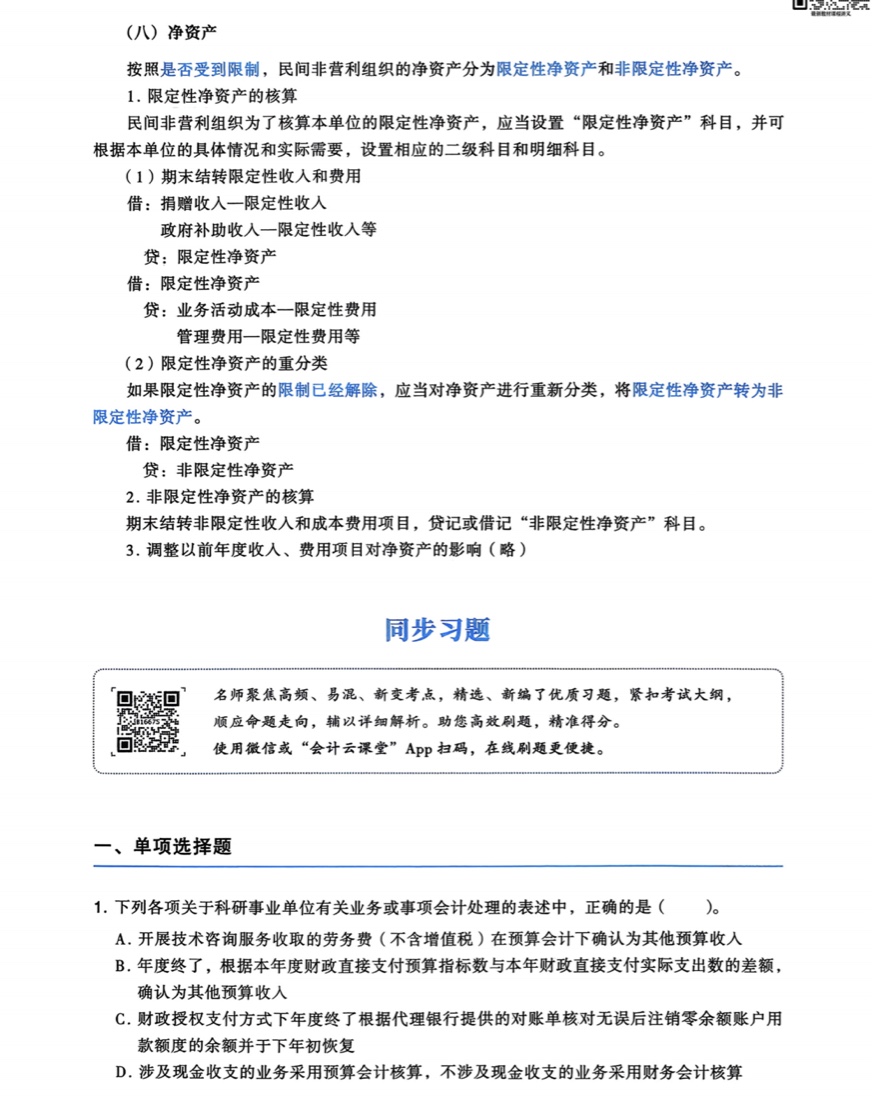 （八）净资产
按照是否受到限制，民间非营利组织的净资产分为限定性净资产和非限定性净资产。
1. 限定性净资产的核算
民间非营利组织为了核算本单位的限定性净资产，应当设置“限定性净资产”科目，并可
根据本单位的具体情况和实际需要，设置相应的二级科目和明细科目。
（1）期末结转限定性收入和费用
借：捐赠收入—限定性收入
政府补助收入—限定性收入等
贷：限定性净资产
借：限定性净资产
贷：业务活动成本—限定性费用
管理费用—限定性费用等
（2）限定性净资产的重分类
如果限定性净资产的限制已经解除，应当对净资产进行重新分类，将限定性净资产转为非
限定性净资产。
借：限定性净资产
贷：非限定性净资产
2. 非限定性净资产的核算
期末结转非限定性收入和成本费用项目，贷记或借记“非限定性净资产”科目。
3. 调整以前年度收入、费用项目对净资产的影响（略）
同步习题
名师聚焦高频、易混、新变考点，精选、新编了优质习题，紧扣考试大纲，
顺应命题走向，辅以详细解析。助您高效刷题，精准得分。
使用微信或“会计云课堂”App 扫码，在线刷题更便捷。
一、单项选择题
1. 下列各项关于科研事业单位有关业务或事项会计处理的表述中，正确的是（　　）。
A. 开展技术咨询服务收取的劳务费（不含增值税）在预算会计下确认为其他预算收入
B. 年度终了，根据本年度财政直接支付预算指标数与本年财政直接支付实际支出数的差额，
确认为其他预算收入
C. 财政授权支付方式下年度终了根据代理银行提供的对账单核对无误后注销零余额账户用
款额度的余额并于下年初恢复
D. 涉及现金收支的业务采用预算会计核算，不涉及现金收支的业务采用财务会计核算